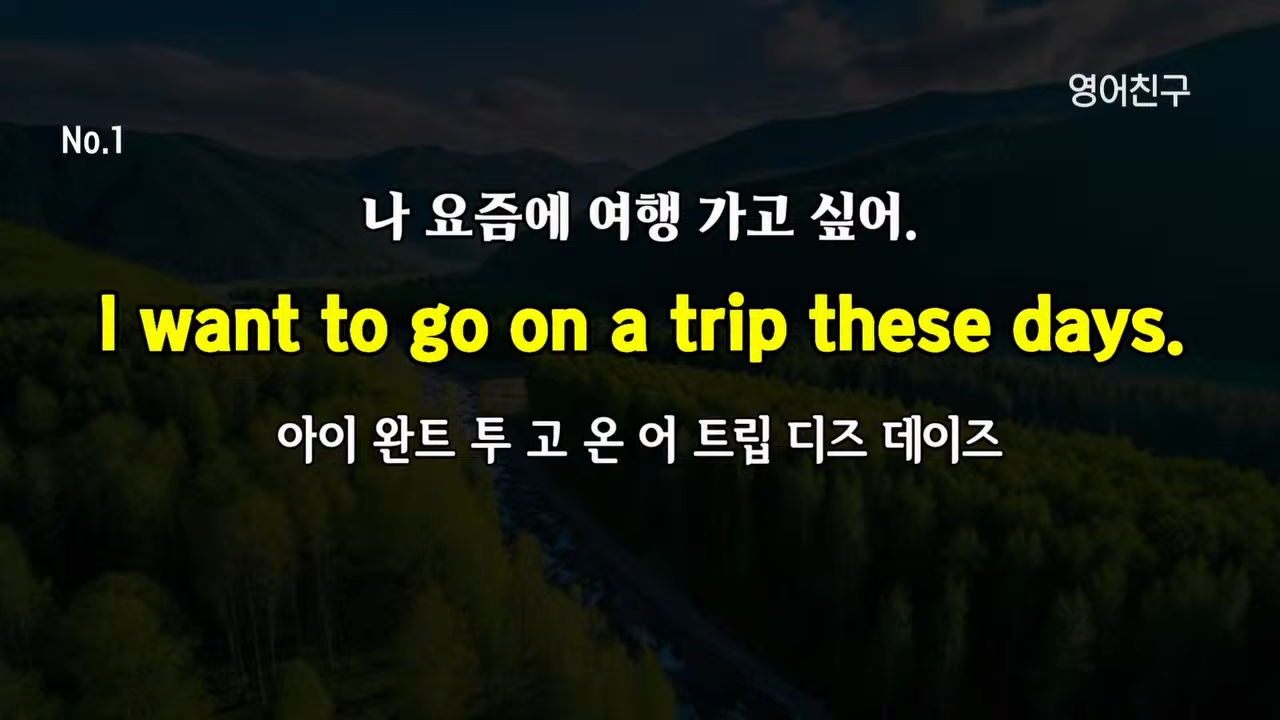 영어친구
No.1
나 요즘에 여행 가고 싶어.
I want to go on a trip these days.
아이 완트 투 고 온 어 트립 디즈 데이즈